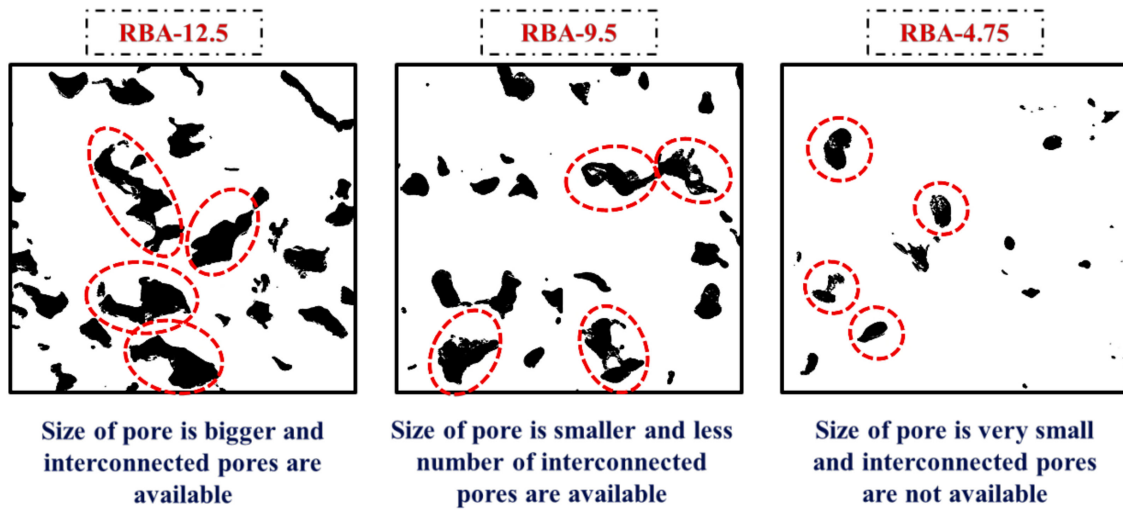 RBA-12.5
RBA-9.5
RBA-4.75
Size of pore is bigger and
interconnected pores are
available
Size of pore is smaller and less
number of interconnected
pores are available
Size of pore is very small
and interconnected pores
are not available